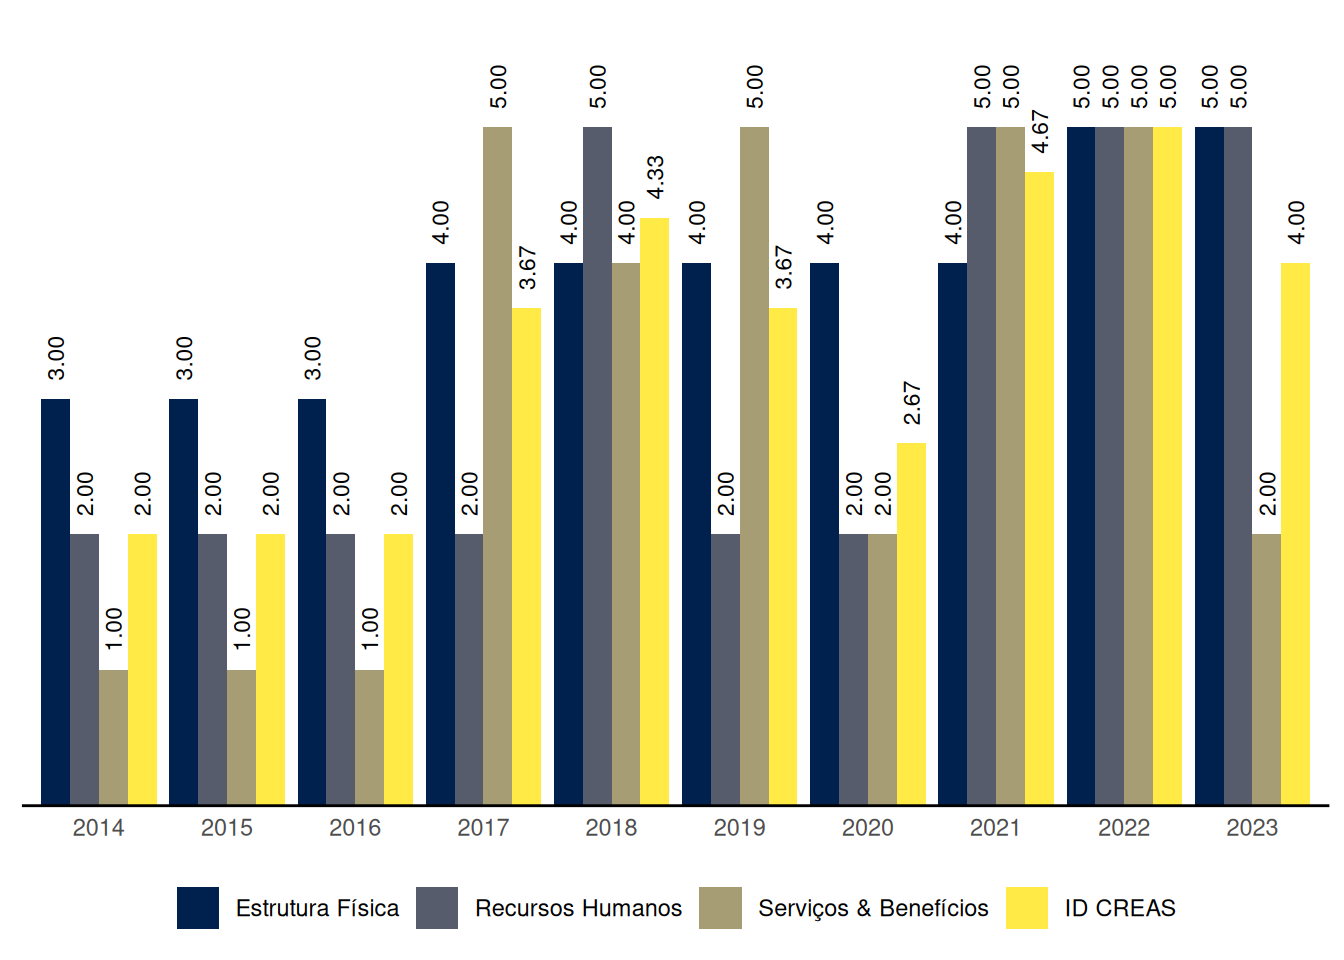 3.00 2.00 1.00 2.00 3.00 2.00 1.00 2.00 3.00 2.00 1.00 2.00 4.00 2.00 5.00 3.67 4.00 5.00 4.00 4.33 4.00 2.00 5.00 3.67 4.00 2.00 2.00 2.67 4.00 5.00 5.00 4.67 5.00 5.00 5.00 5.00 5.00 5.00 2.00 4.00
2014 2015 2016 2017 2018 2019 2020 2021 2022 2023
Estrutura Física Recursos Humanos Serviços & Benefícios ID CREAS